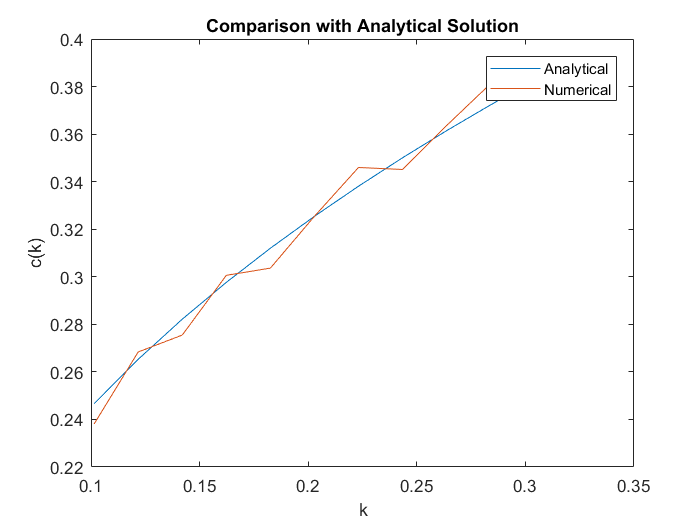 Comparison with Analytical Solution
0.4
0.38
0.36
0.34
0.32
0.3
0.28
0.26
0.24
0.22
c(k)
Analytical
Numerical
0.1 0.15 0.2 0.25 0.3 0.35
k